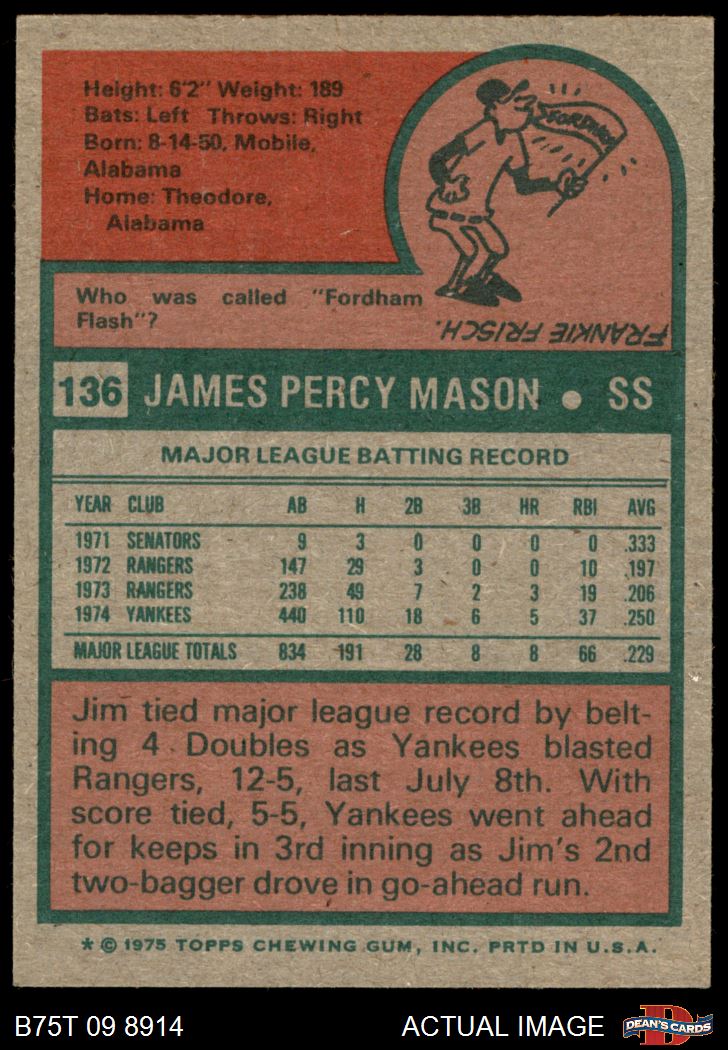 Height: 6'2" Weight: 189
Bats: Left Throws: Right
Born: 8-14-50, Mobile,
Alabama
Home: Theodore,
Alabama
FORDHAM
Who was called "Fordham
Flash"?
FRANKIE FRISCH.
136 JAMES PERCY MASON • SS
MAJOR LEAGUE BATTING RECORD
YEAR CLUB AB H 2B 3B HR RBI AVG
1971 SENATORS 9 3 0 0 0 0 .333
1972 RANGERS 147 29 3 0 0 10 .197
1973 RANGERS 238 49 7 2 3 19 .206
1974 YANKEES 440 110 18 6 5 37 .250
MAJOR LEAGUE TOTALS 834 191 28 8 8 66 .229
Jim tied major league record by belt-
ing 4 Doubles as Yankees blasted
Rangers, 12-5, last July 8th. With
score tied, 5-5, Yankees went ahead
for keeps in 3rd inning as Jim's 2nd
two-bagger drove in go-ahead run.
* © 1975 TOPPS CHEWING GUM, INC. PRTD IN U.S.A.
B75T 09 8914 ACTUAL IMAGE
D
DEAN'S CARDS